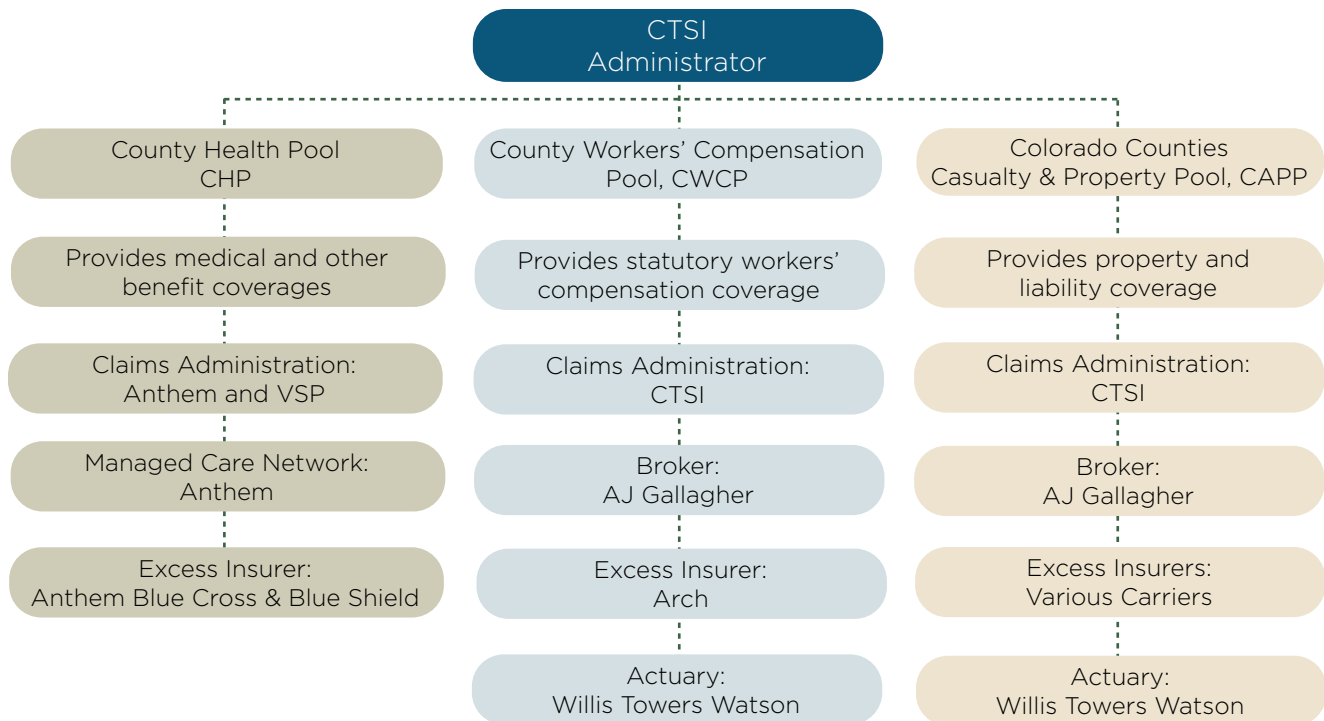 CTSI
Administrator
County Health Pool
CHP
Provides medical and other
benefit coverages
Claims Administration:
Anthem and VSP
Managed Care Network:
Anthem
Excess Insurer:
Anthem Blue Cross & Blue Shield
County Workers’ Compensation
Pool, CWCP
Provides statutory workers’
compensation coverage
Claims Administration:
CTSI
Broker:
AJ Gallagher
Excess Insurer:
Arch
Actuary:
Willis Towers Watson
Colorado Counties
Casualty & Property Pool, CAPP
Provides property and
liability coverage
Claims Administration:
CTSI
Broker:
AJ Gallagher
Excess Insurers:
Various Carriers
Actuary:
Willis Towers Watson